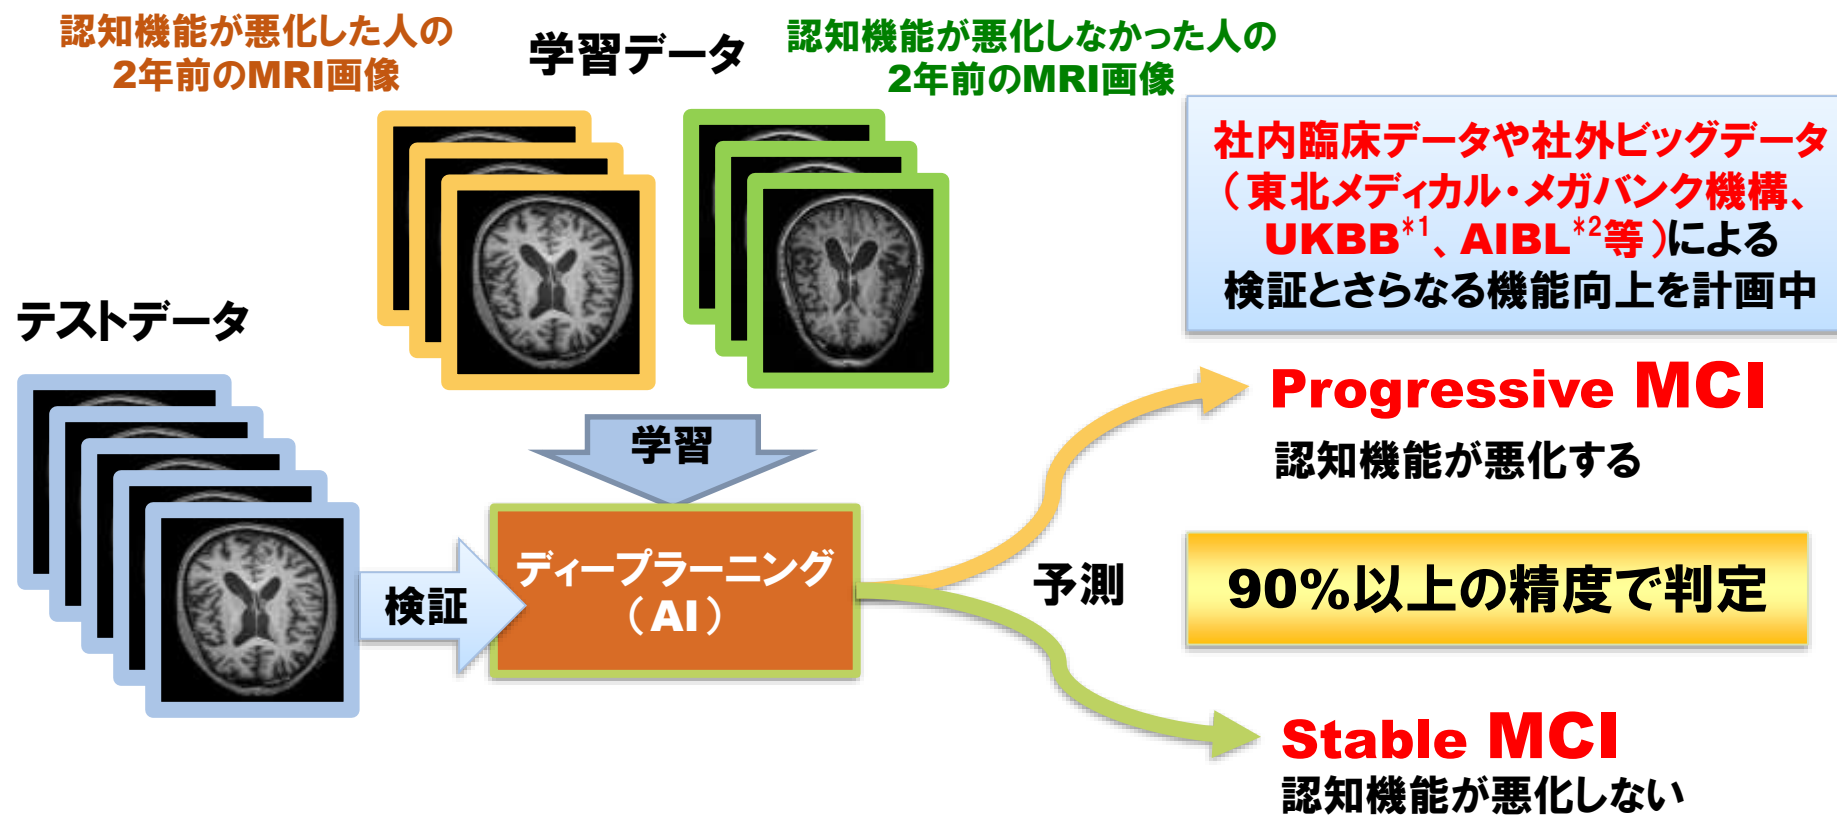 認知機能が悪化した人の
2年前のMRI画像
学習データ
認知機能が悪化しなかった人の
2年前のMRI画像
社内臨床データや社外ビッグデータ
（東北メディカル・メガバンク機構、
UKBB*1、AIBL*2等）による
検証とさらなる機能向上を計画中
テストデータ
学習
検証
ディープラーニング
（AI）
予測
Progressive MCI
認知機能が悪化する
90%以上の精度で判定
Stable MCI
認知機能が悪化しない